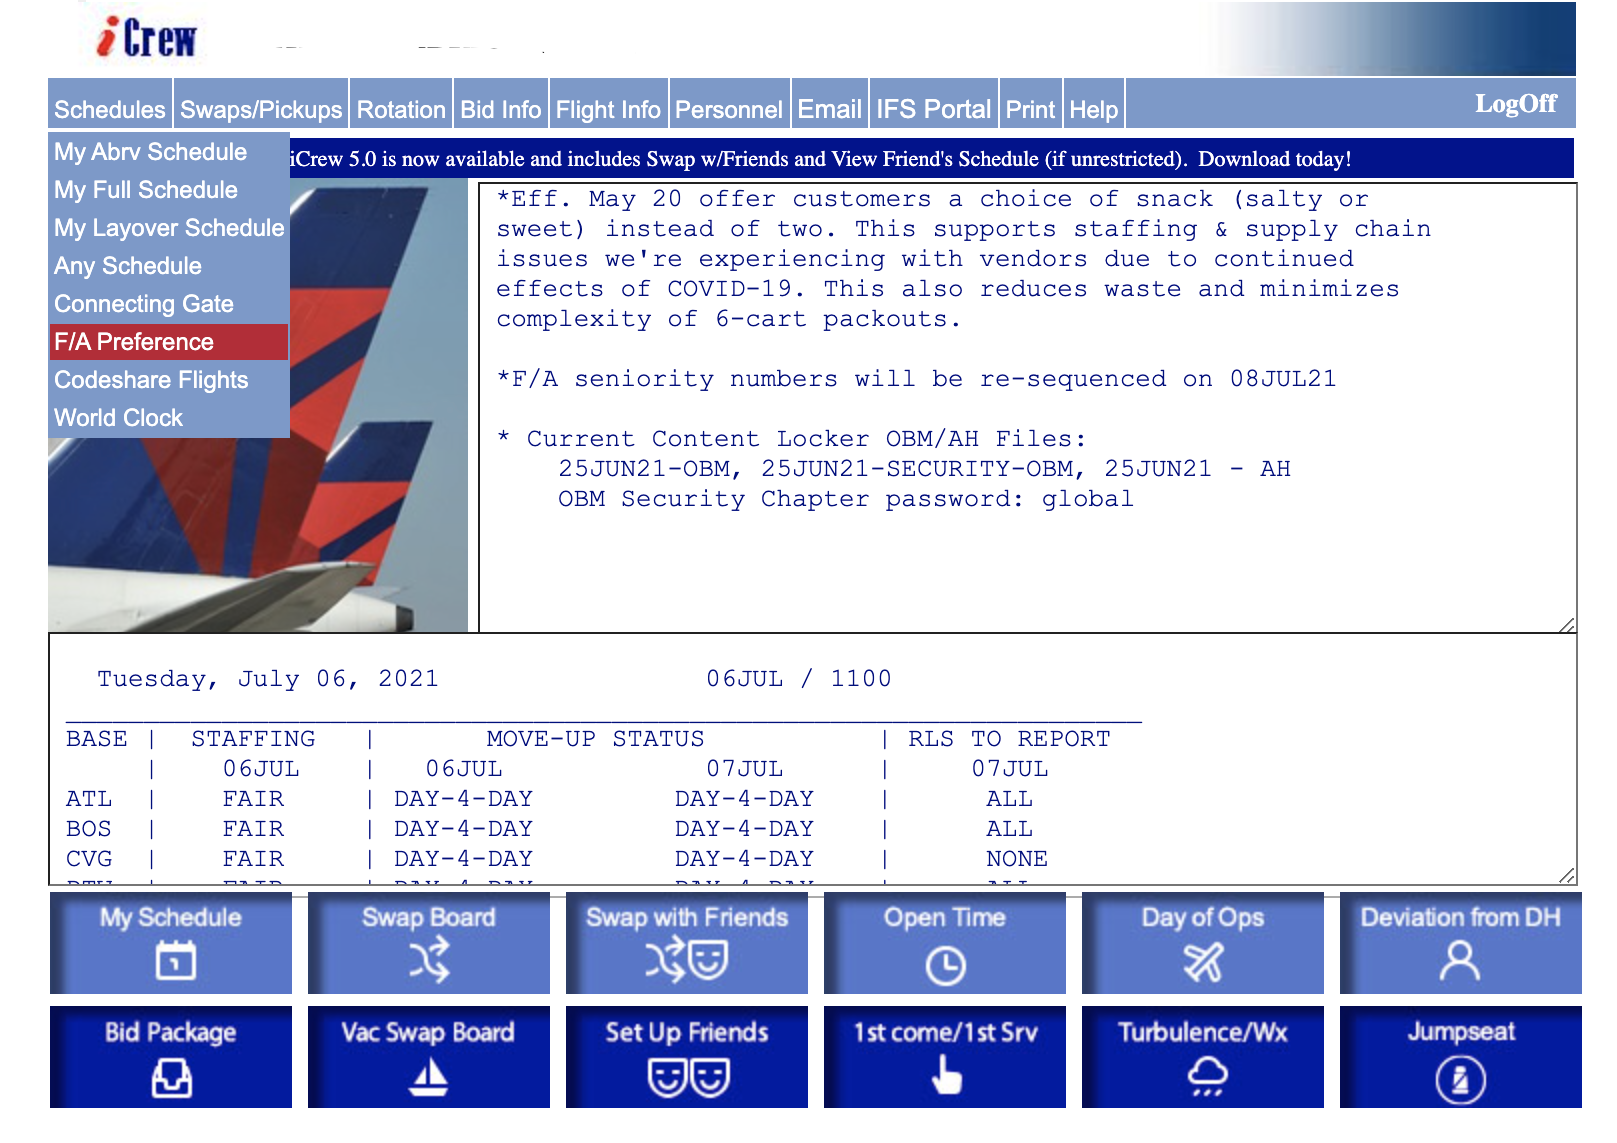 iCrew
Schedules Swaps/Pickups Rotation Bid Info Flight Info Personnel Email IFS Portal Print Help LogOff
My Abrv Schedule
My Full Schedule
My Layover Schedule
Any Schedule
Connecting Gate
F/A Preference
Codeshare Flights
World Clock
iCrew 5.0 is now available and includes Swap w/Friends and View Friend's Schedule (if unrestricted). Download today!
*Eff. May 20 offer customers a choice of snack (salty or
sweet) instead of two. This supports staffing & supply chain
issues we're experiencing with vendors due to continued
effects of COVID-19. This also reduces waste and minimizes
complexity of 6-cart packouts.
*F/A seniority numbers will be re-sequenced on 08JUL21
* Current Content Locker OBM/AH Files:
25JUN21-OBM, 25JUN21-SECURITY-OBM, 25JUN21 - AH
OBM Security Chapter password: global
Tuesday, July 06, 2021 06JUL / 1100
BASE | STAFFING | MOVE-UP STATUS | RLS TO REPORT
| 06JUL | 06JUL 07JUL | 07JUL
ATL | FAIR | DAY-4-DAY DAY-4-DAY | ALL
BOS | FAIR | DAY-4-DAY DAY-4-DAY | ALL
CVG | FAIR | DAY-4-DAY DAY-4-DAY | NONE
My Schedule Swap Board Swap with Friends Open Time Day of Ops Deviation from DH
Bid Package Vac Swap Board Set Up Friends 1st come/1st Srv Turbulence/Wx Jumpseat